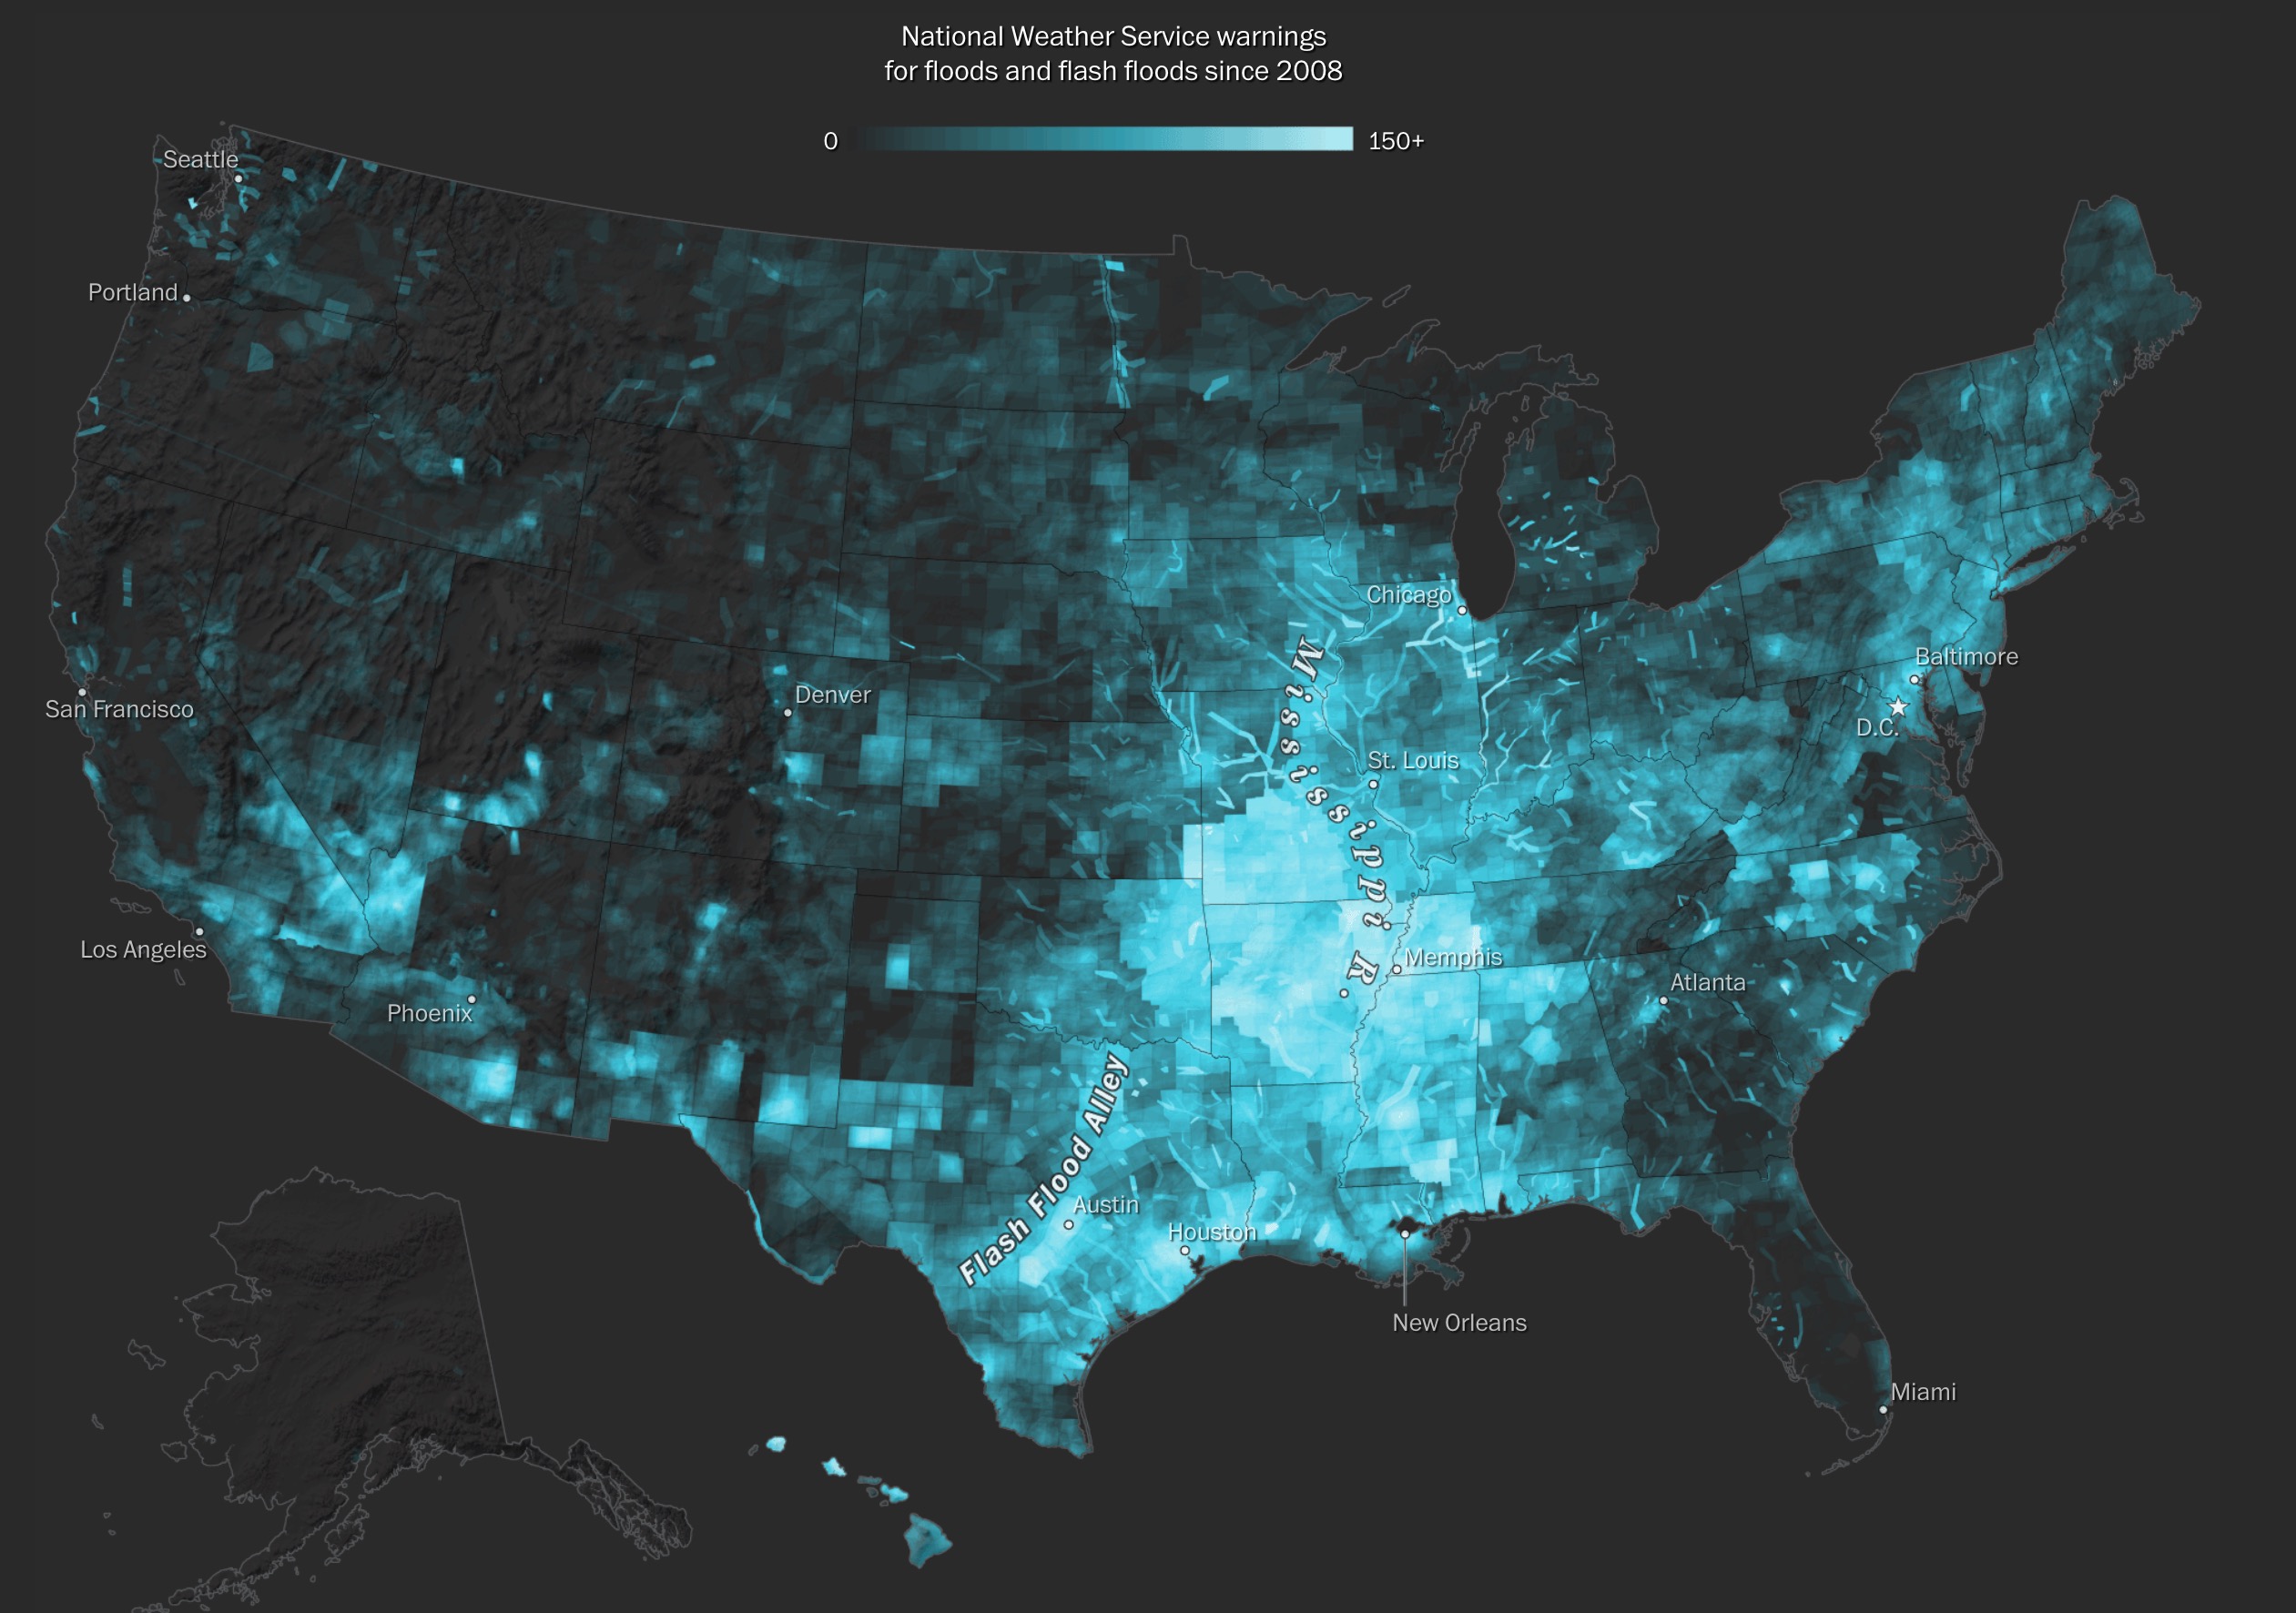 National Weather Service warnings
for floods and flash floods since 2008
0
150+
Seattle
Portland
Chicago
Baltimore
Denver
San Francisco
D.C.
St. Louis
Mississippi R.
Los Angeles
Memphis
Atlanta
Phoenix
Flash Flood Alley
Austin
Houston
New Orleans
Miami